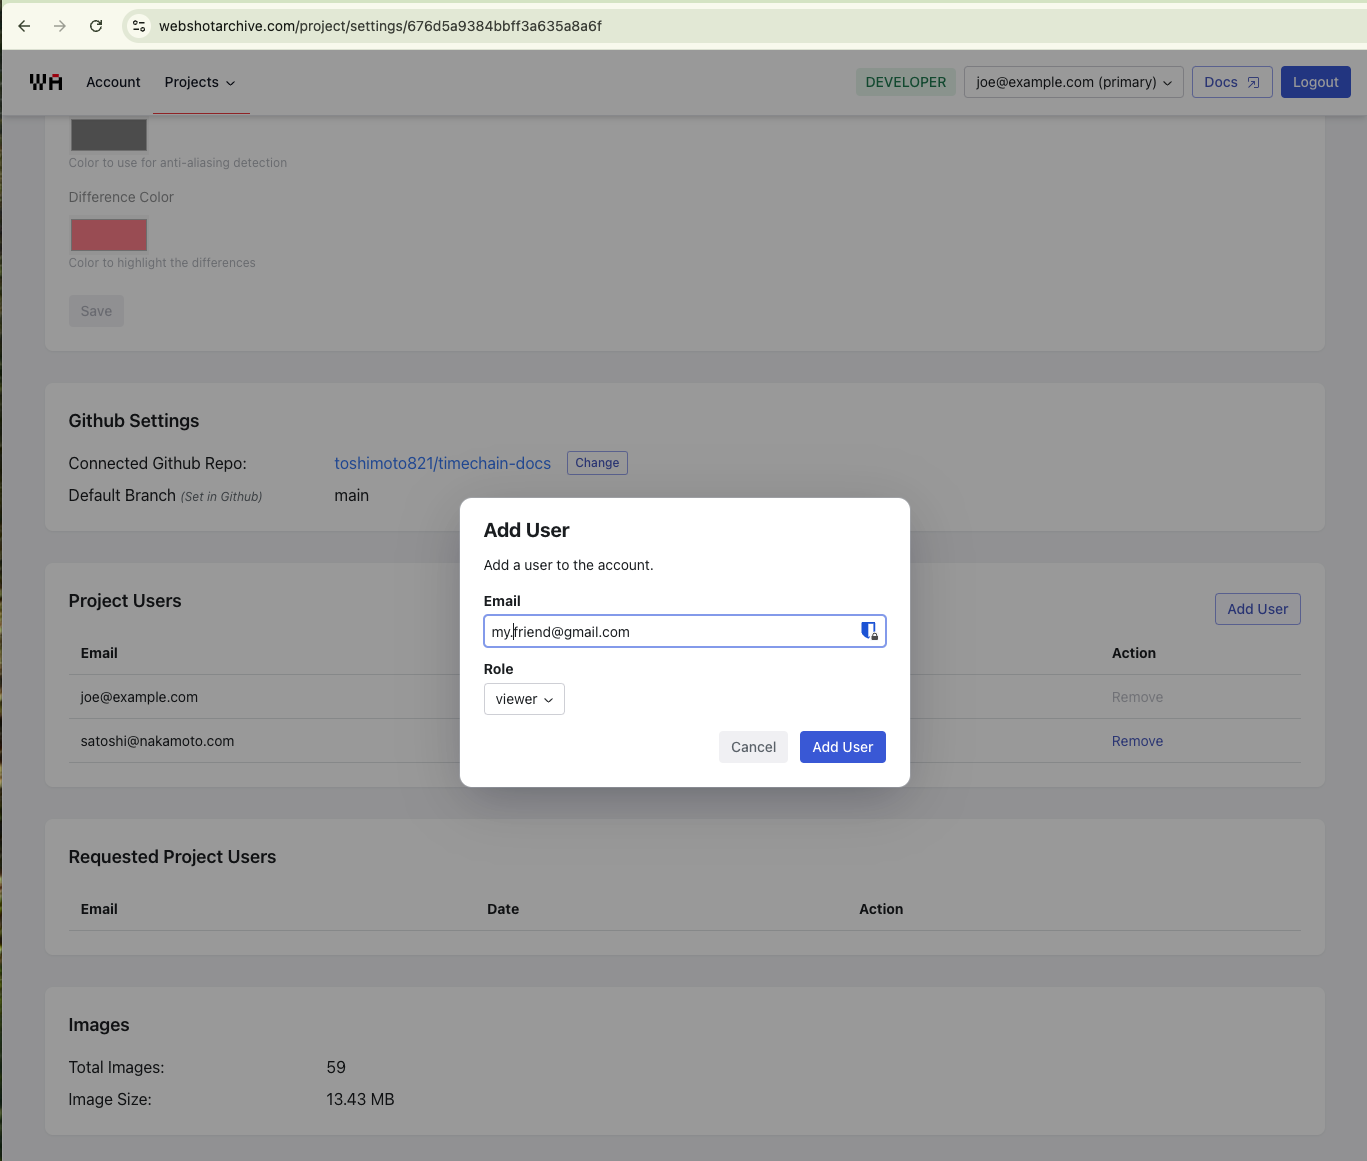 webshotarchive.com/project/settings/676d5a9384bbff3a635a8a6f
WA Account Projects DEVELOPER joe@example.com (primary) Docs Logout
Color to use for anti-aliasing detection
Difference Color
Color to highlight the differences
Save
Github Settings
Connected Github Repo: toshimoto821/timechain-docs Change
Default Branch (Set in Github) main
Project Users
Add User
Email Action
joe@example.com Remove
satoshi@nakamoto.com Remove
Add User
Add a user to the account.
Email
my.friend@gmail.com
Role
viewer
Cancel Add User
Requested Project Users
Email Date Action
Images
Total Images: 59
Image Size: 13.43 MB